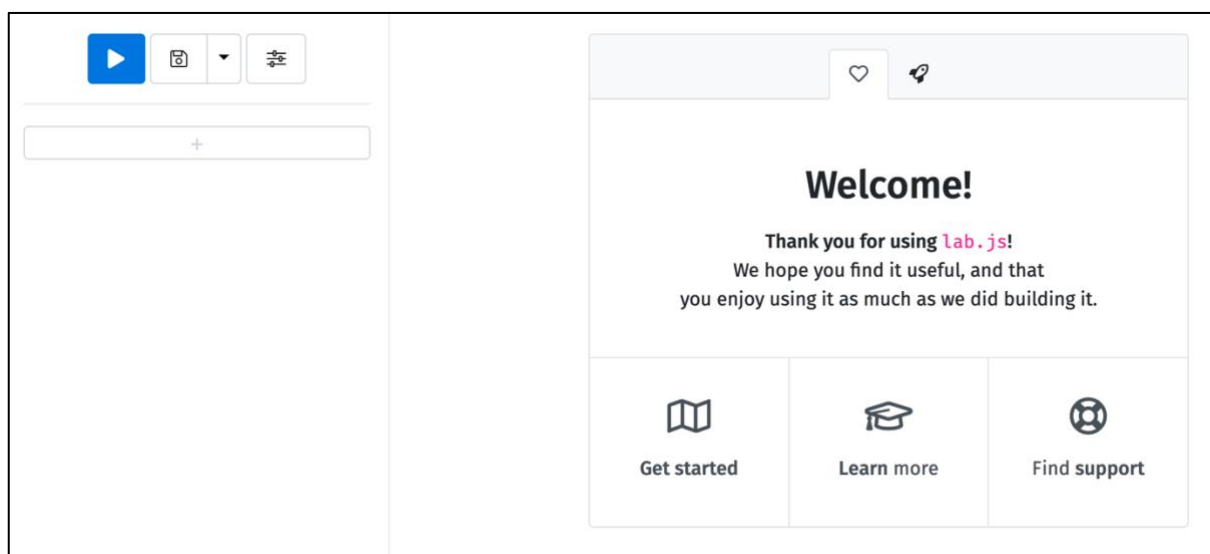 +
Welcome!
Thank you for using lab.js!
We hope you find it useful, and that
you enjoy using it as much as we did building it.
Get started
Learn more
Find support